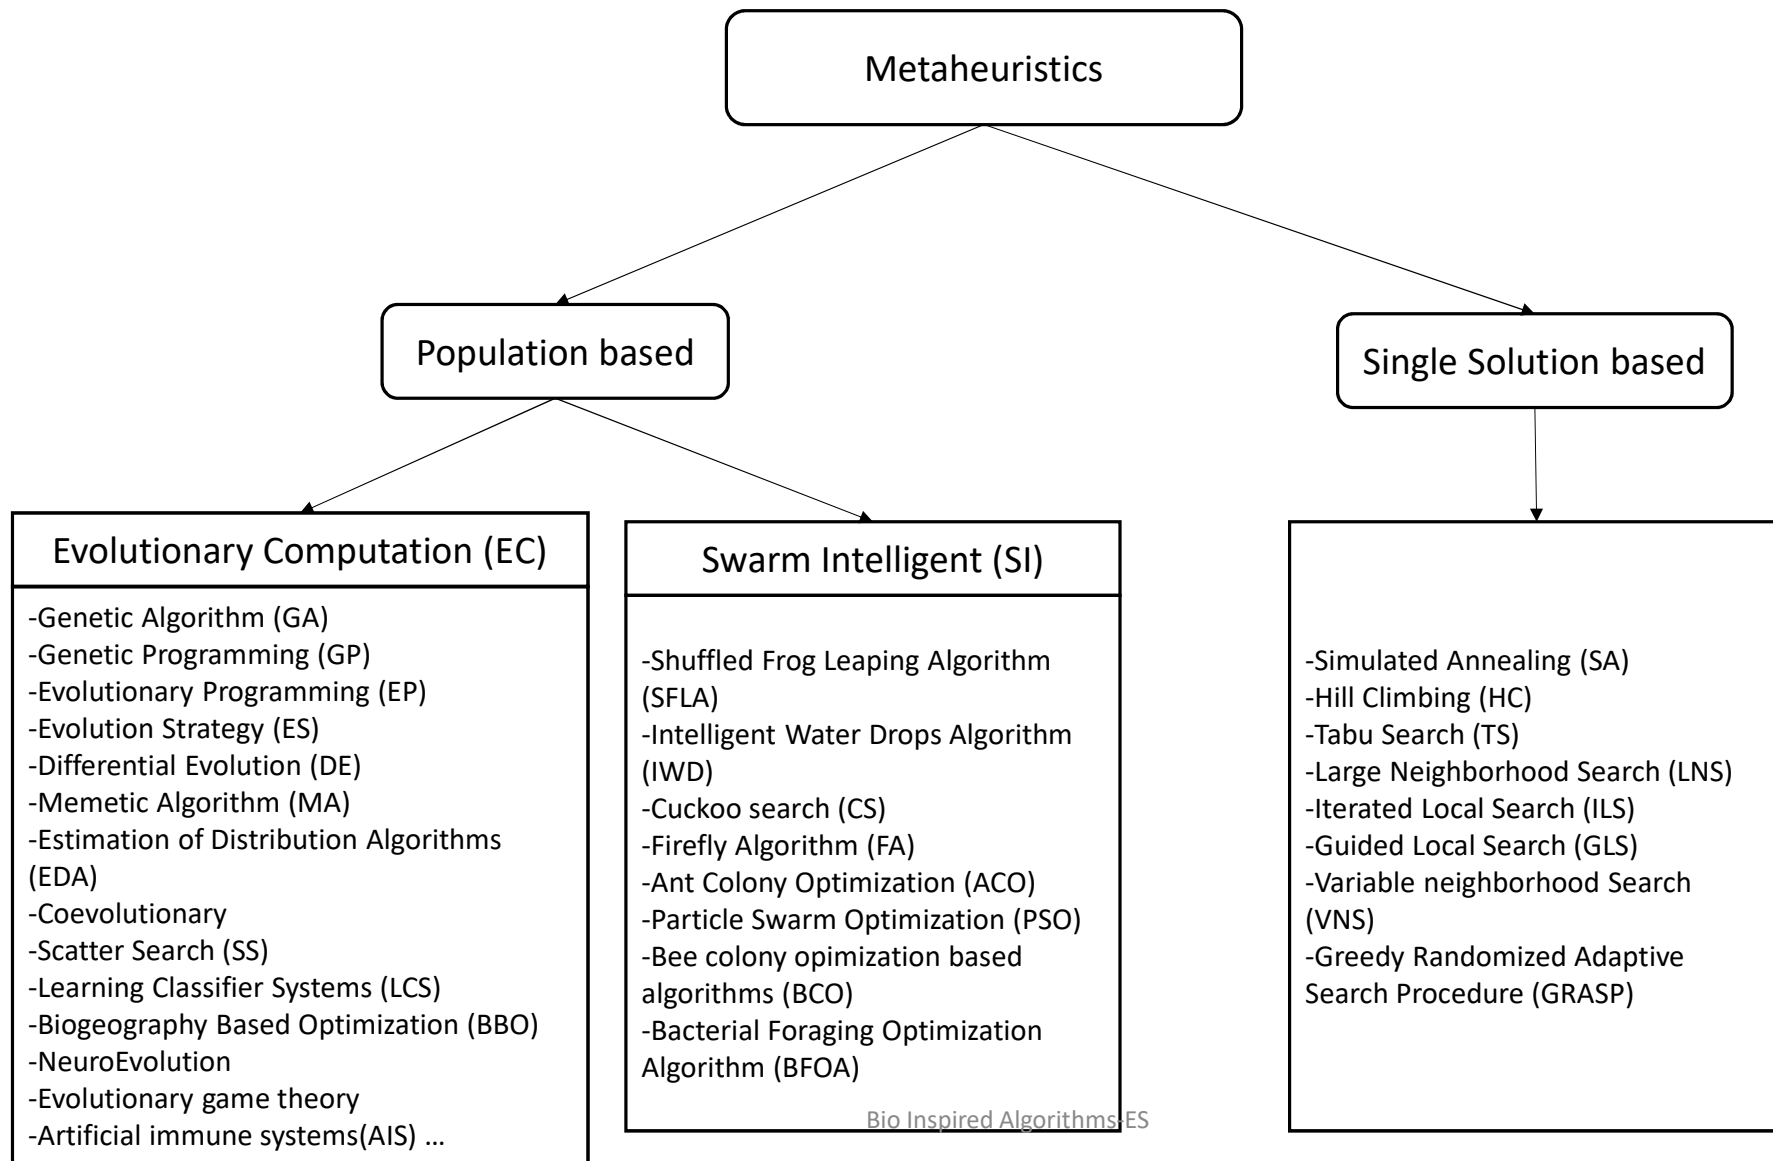 Metaheuristics
Population based
Single Solution based
Evolutionary Computation (EC)
-Genetic Algorithm (GA)
-Genetic Programming (GP)
-Evolutionary Programming (EP)
-Evolution Strategy (ES)
-Differential Evolution (DE)
-Memetic Algorithm (MA)
-Estimation of Distribution Algorithms
(EDA)
-Coevolutionary
-Scatter Search (SS)
-Learning Classifier Systems (LCS)
-Biogeography Based Optimization (BBO)
-NeuroEvolution
-Evolutionary game theory
-Artificial immune systems(AIS) ...
Swarm Intelligent (SI)
-Shuffled Frog Leaping Algorithm
(SFLA)
-Intelligent Water Drops Algorithm
(IWD)
-Cuckoo search (CS)
-Firefly Algorithm (FA)
-Ant Colony Optimization (ACO)
-Particle Swarm Optimization (PSO)
-Bee colony opimization based
algorithms (BCO)
-Bacterial Foraging Optimization
Algorithm (BFOA)
-Simulated Annealing (SA)
-Hill Climbing (HC)
-Tabu Search (TS)
-Large Neighborhood Search (LNS)
-Iterated Local Search (ILS)
-Guided Local Search (GLS)
-Variable neighborhood Search
(VNS)
-Greedy Randomized Adaptive
Search Procedure (GRASP)
Bio Inspired Algorithms-ES